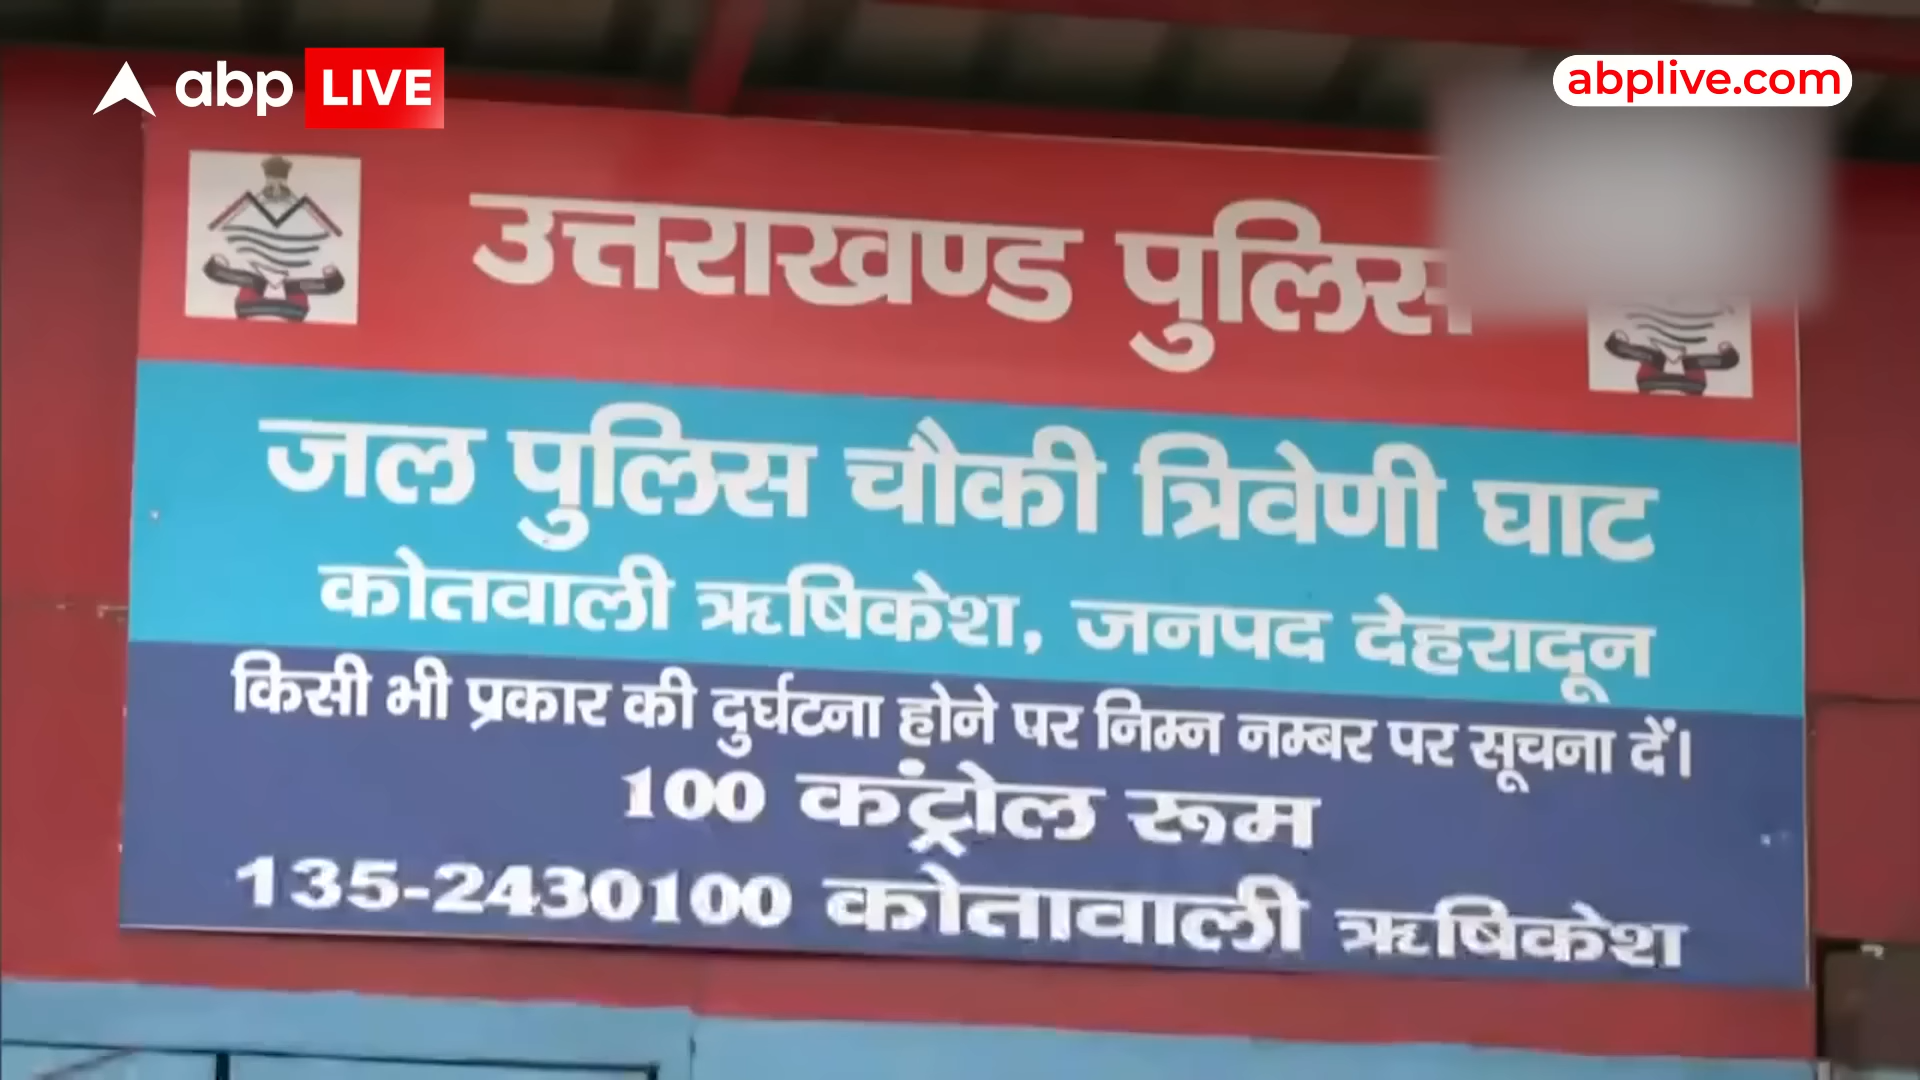 abp LIVE
abplive.com
उत्तराखण्ड पुलिस
जल पुलिस चौकी त्रिवेणी घाट
कोतवाली ऋषिकेश, जनपद देहरादून
किसी भी प्रकार की दुर्घटना होने पर निम्न नम्बर पर सूचना दें।
100 कंट्रोल रूम
135-2430100 कोतावाली ऋषिकेश